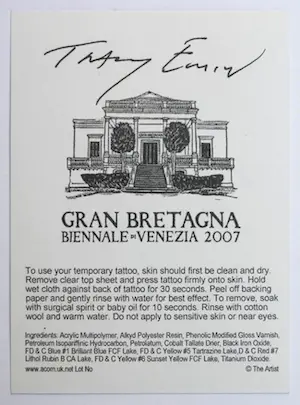 Tracey Emin
GRAN BRETAGNA
BIENNALE DI VENEZIA 2007
To use your temporary tattoo, skin should first be clean and dry.
Remove clear top sheet and press tattoo firmly onto skin. Hold
wet cloth against back of tattoo for 30 seconds. Peel off backing
paper and gently rinse with water for best effect. To remove, soak
with surgical spirit or baby oil for 10 seconds. Rinse with cotton
wool and warm water. Do not apply to sensitive skin or near eyes.
Ingredients: Acrylic Multipolymer, Alkyd Polyester Resin, Phenolic Modified Gloss Varnish,
Petroleum Isoparffinic Hydrocarbon, Petrolatum, Cobalt Tallate Drier, Black Iron Oxide,
FD & C Blue #1 Brilliant Blue FCF Lake, FD & C Yellow #5 Tartrazine Lake,D & C Red #7
Lithol Rubin B CA Lake, FD & C Yellow #6 Sunset Yellow FCF Lake, Titanium Dioxide.
www.ticom.uk.net Lot No © The Artist